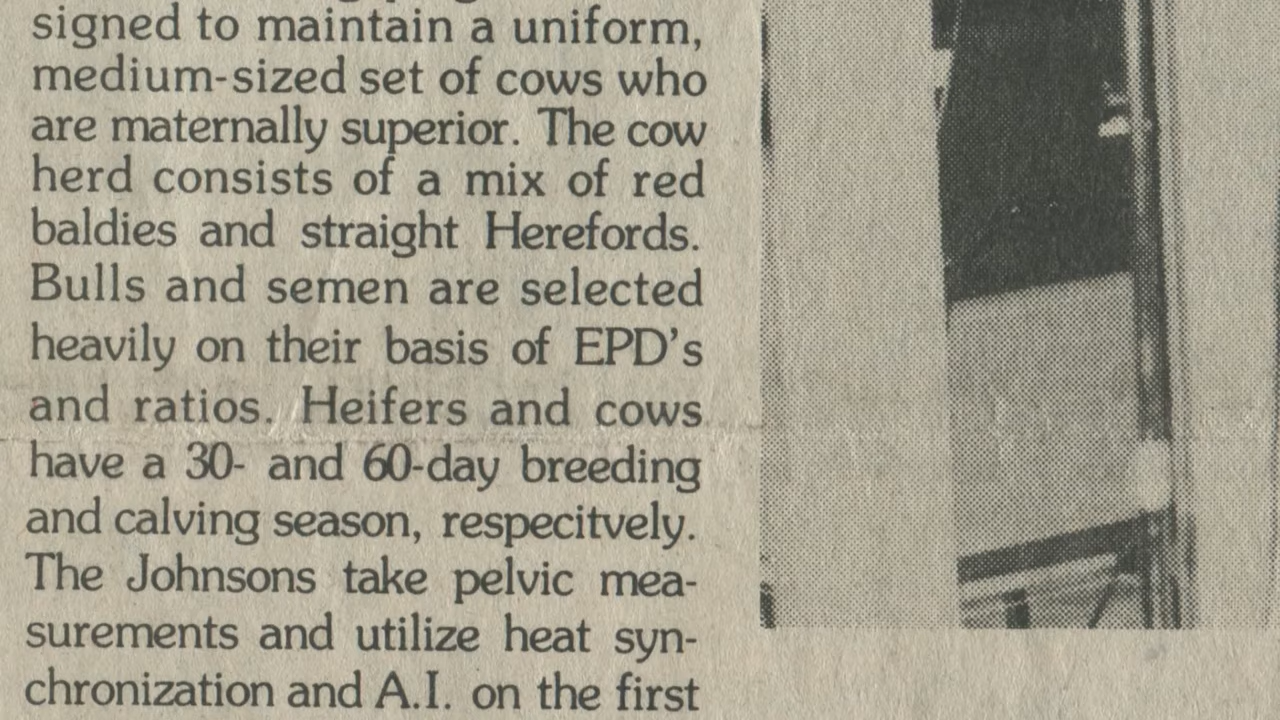 signed to maintain a uniform,
medium-sized set of cows who
are maternally superior. The cow
herd consists of a mix of red
baldies and straight Herefords.
Bulls and semen are selected
heavily on their basis of EPD's
and ratios. Heifers and cows
have a 30- and 60-day breeding
and calving season, respecitvely.
The Johnsons take pelvic mea-
surements and utilize heat syn-
chronization and A.I. on the first